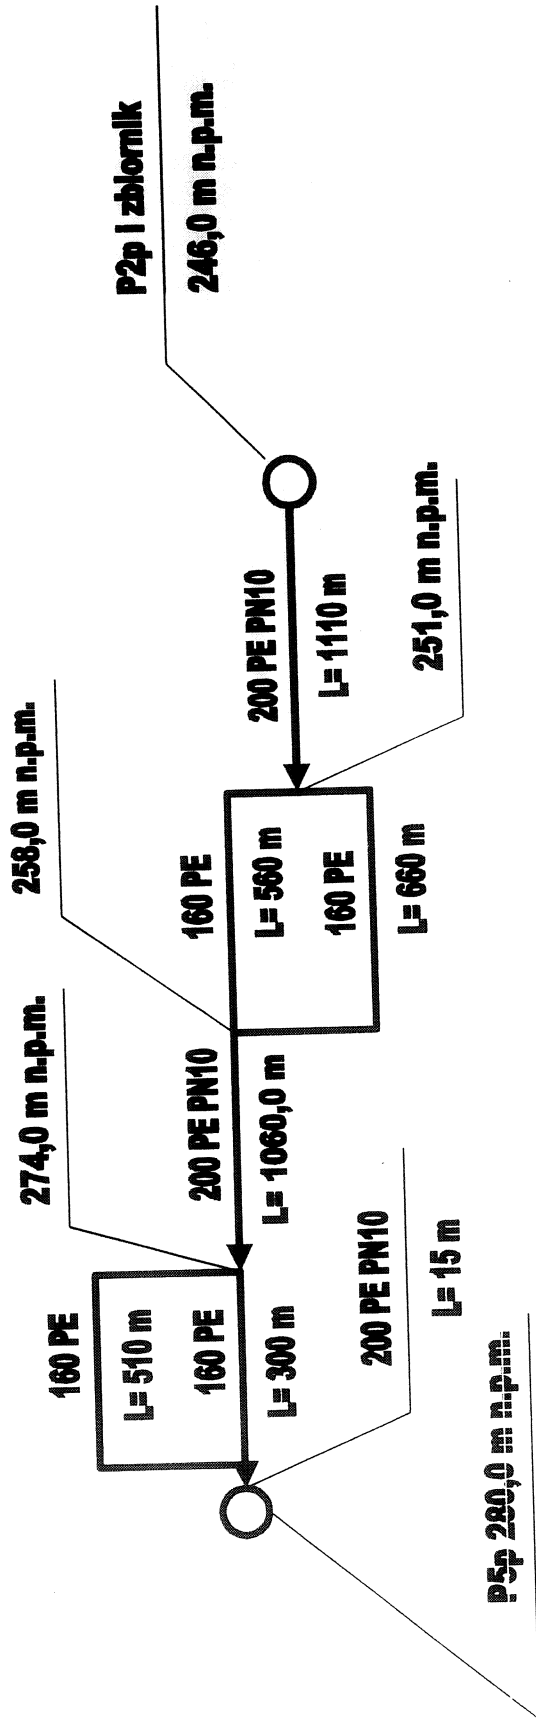 P2p i zbiornik
246,0 m n.p.m.
200 PE PN10
L= 1110 m
251,0 m n.p.m.
258,0 m n.p.m.
160 PE
L= 560 m
160 PE
L= 660 m
274,0 m n.p.m.
200 PE PN10
L= 1060,0 m
160 PE
L= 510 m
160 PE
L= 300 m
200 PE PN10
L= 15 m
P5p 280,0 m n.p.m.